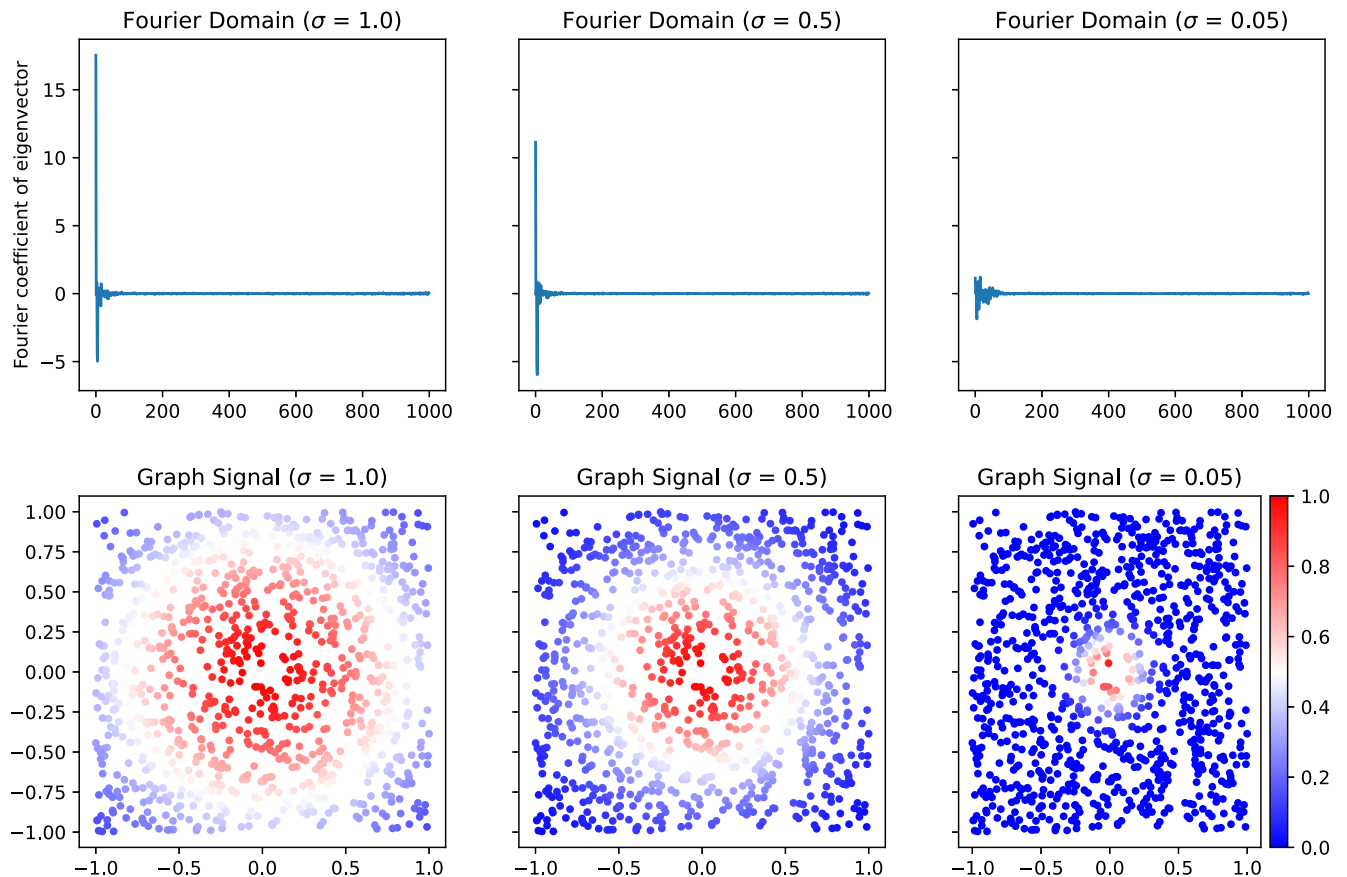 Fourier Domain (σ = 1.0)
Fourier Domain (σ = 0.5)
Fourier Domain (σ = 0.05)
Fourier coefficient of eigenvector
15
10
5
0
−5
0 200 400 600 800 1000
0 200 400 600 800 1000
0 200 400 600 800 1000
Graph Signal (σ = 1.0)
Graph Signal (σ = 0.5)
Graph Signal (σ = 0.05)
1.00
0.75
0.50
0.25
0.00
−0.25
−0.50
−0.75
−1.00
−1.0 −0.5 0.0 0.5 1.0
−1.0 −0.5 0.0 0.5 1.0
−1.0 −0.5 0.0 0.5 1.0
1.0
0.8
0.6
0.4
0.2
0.0